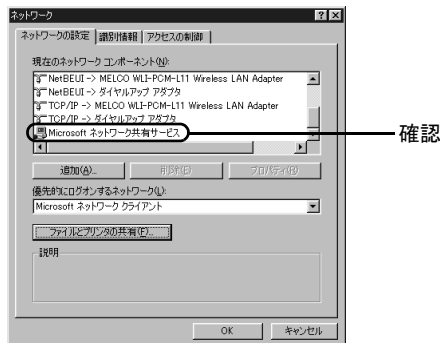 ネットワーク
ネットワークの設定 識別情報 アクセスの制御
現在のネットワーク コンポーネント(N):
NetBEUI -> MELCO WLI-PCM-L11 Wireless LAN Adapter
NetBEUI -> ダイヤルアップ アダプタ
TCP/IP -> MELCO WLI-PCM-L11 Wireless LAN Adapter
TCP/IP -> ダイヤルアップ アダプタ
Microsoft ネットワーク共有サービス
確認
追加(A)... 削除(E) プロパティ(R)
優先的にログオンするネットワーク(L):
Microsoft ネットワーク クライアント
ファイルとプリンタの共有(F)...
説明
OK キャンセル